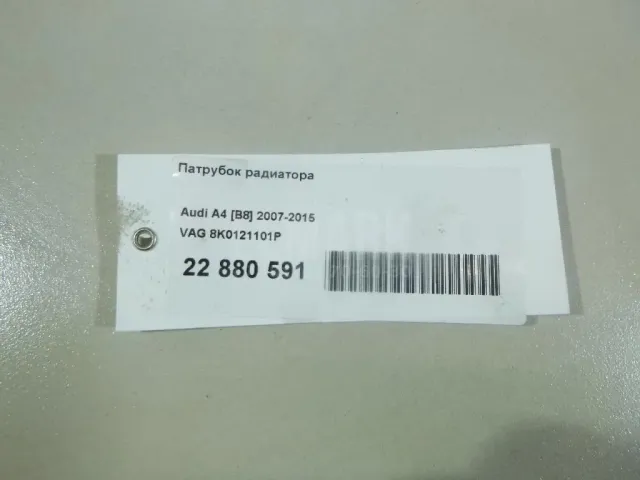 Патрубок радиатора
Audi A4 [B8] 2007-2015
VAG 8K0121101P
22 880 591